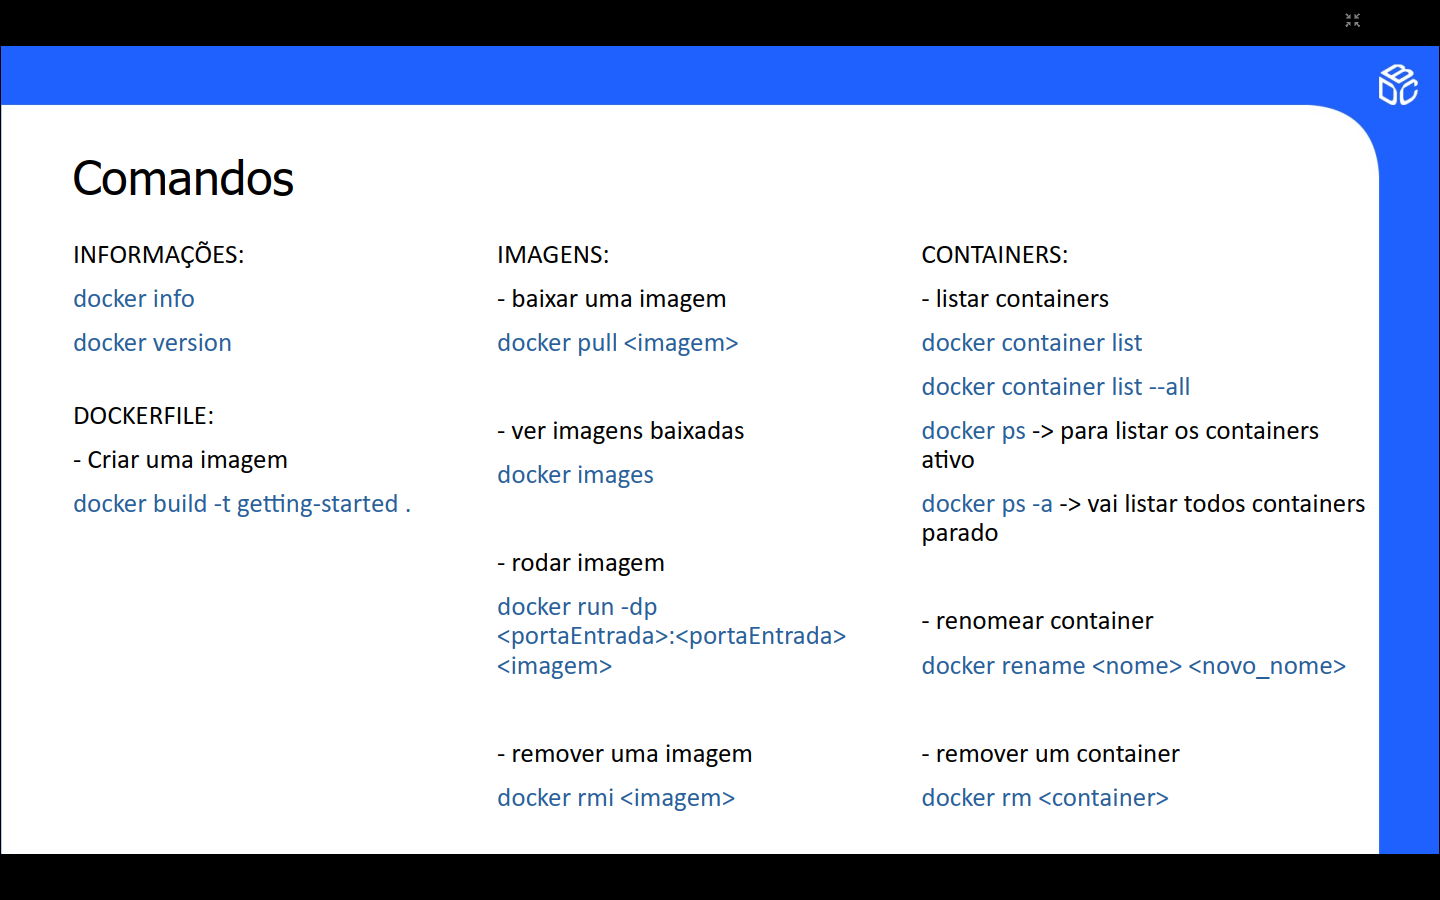 Comandos
INFORMAÇÕES:
docker info
docker version
DOCKERFILE:
- Criar uma imagem
docker build -t getting-started .
IMAGENS:
- baixar uma imagem
docker pull <imagem>
- ver imagens baixadas
docker images
- rodar imagem
docker run -dp
<portaEntrada>:<portaEntrada>
<imagem>
- remover uma imagem
docker rmi <imagem>
CONTAINERS:
- listar containers
docker container list
docker container list --all
docker ps -> para listar os containers
ativo
docker ps -a -> vai listar todos containers
parado
- renomear container
docker rename <nome> <novo_nome>
- remover um container
docker rm <container>
DBC